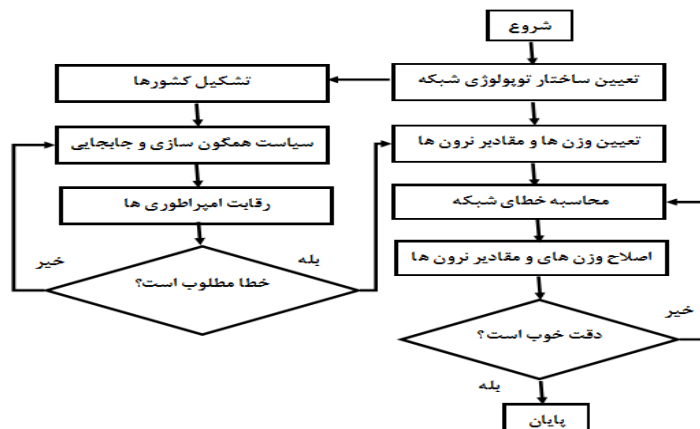 شروع
تعیین ساختار توپولوژی شبکه
تشکیل کشورها
سیاست همگون سازی و جابجایی
تعیین وزن ها و مقادیر نرون ها
رقابت امپراطوری ها
محاسبه خطای شبکه
خیر
بله
خطا مطلوب است؟
اصلاح وزن های و مقادیر نرون ها
دقت خوب است؟
خیر
بله
پایان